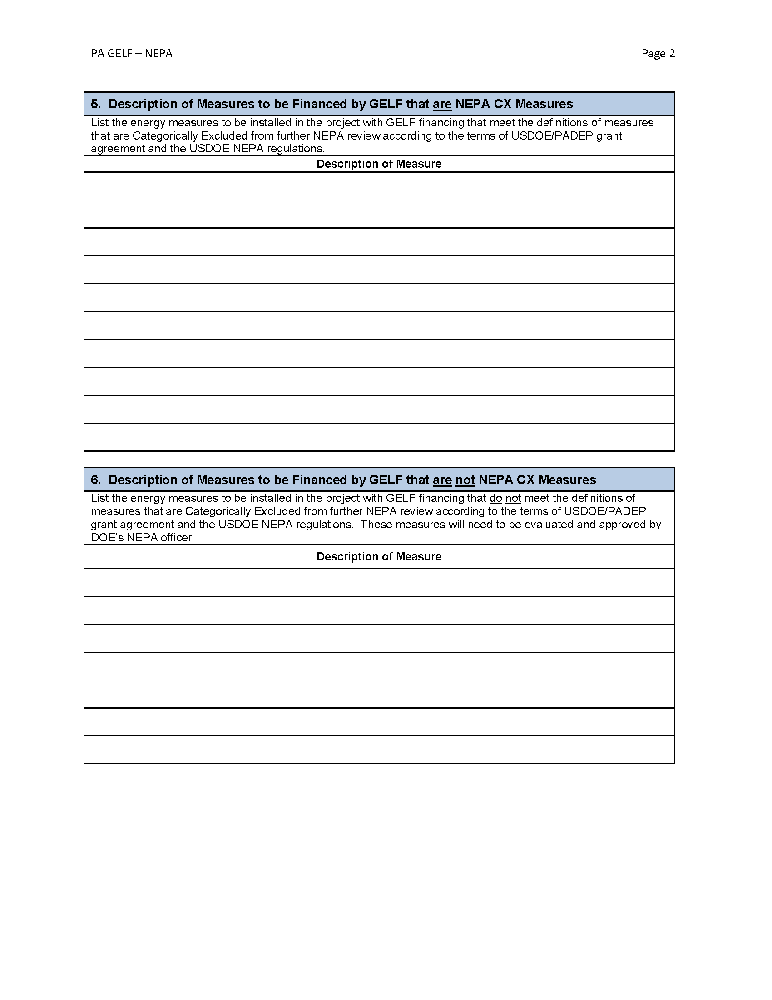 PA GELF – NEPA Page 2
5. Description of Measures to be Financed by GELF that are NEPA CX Measures
List the energy measures to be installed in the project with GELF financing that meet the definitions of measures
that are Categorically Excluded from further NEPA review according to the terms of USDOE/PADEP grant
agreement and the USDOE NEPA regulations.
Description of Measure
6. Description of Measures to be Financed by GELF that are not NEPA CX Measures
List the energy measures to be installed in the project with GELF financing that do not meet the definitions of
measures that are Categorically Excluded from further NEPA review according to the terms of USDOE/PADEP
grant agreement and the USDOE NEPA regulations. These measures will need to be evaluated and approved by
DOE’s NEPA officer.
Description of Measure